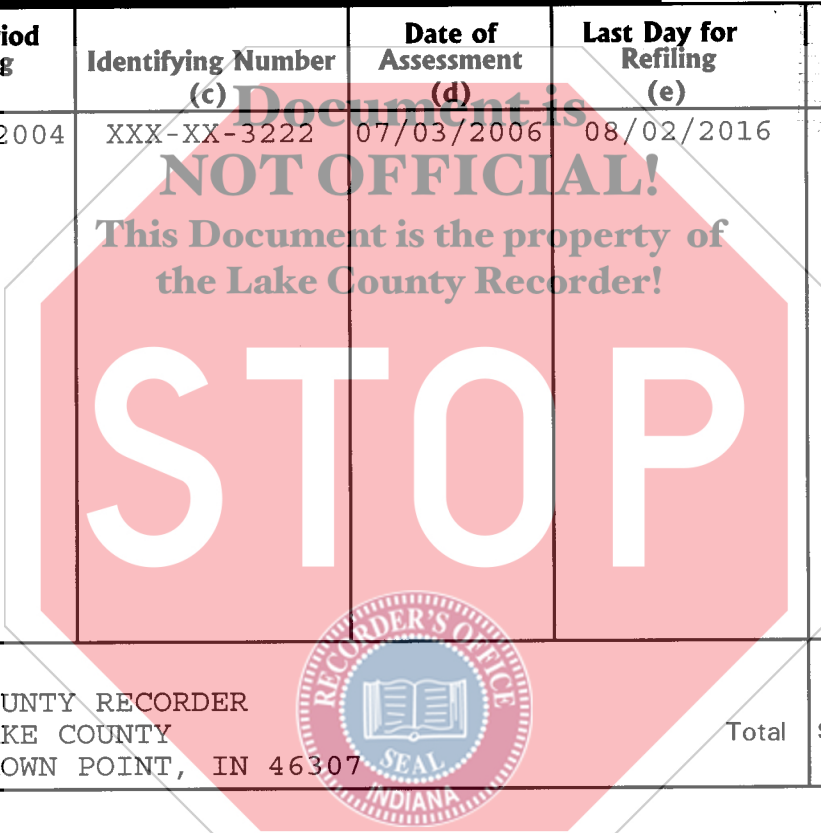 iod
g
Identifying Number
(c)
Date of
Assessment
(d)
Last Day for
Refiling
(e)
2004 XXX-XX-3222 07/03/2006 08/02/2016
Document is
NOT OFFICIAL!
This Document is the property of
the Lake County Recorder!
STOP
RECORDER'S OFFICE
SEAL
INDIANA
UNTY RECORDER
KE COUNTY
OWN POINT, IN 46307
Total